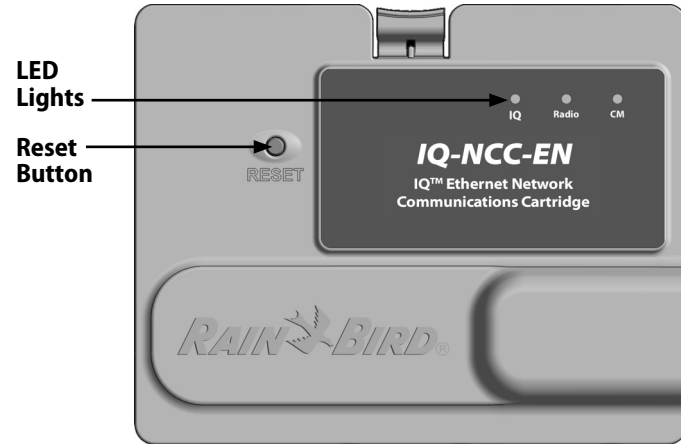 LED
Lights
Reset
Button
RESET
IQ
Radio
CM
IQ-NCC-EN
IQ™ Ethernet Network
Communications Cartridge
RAIN BIRD®